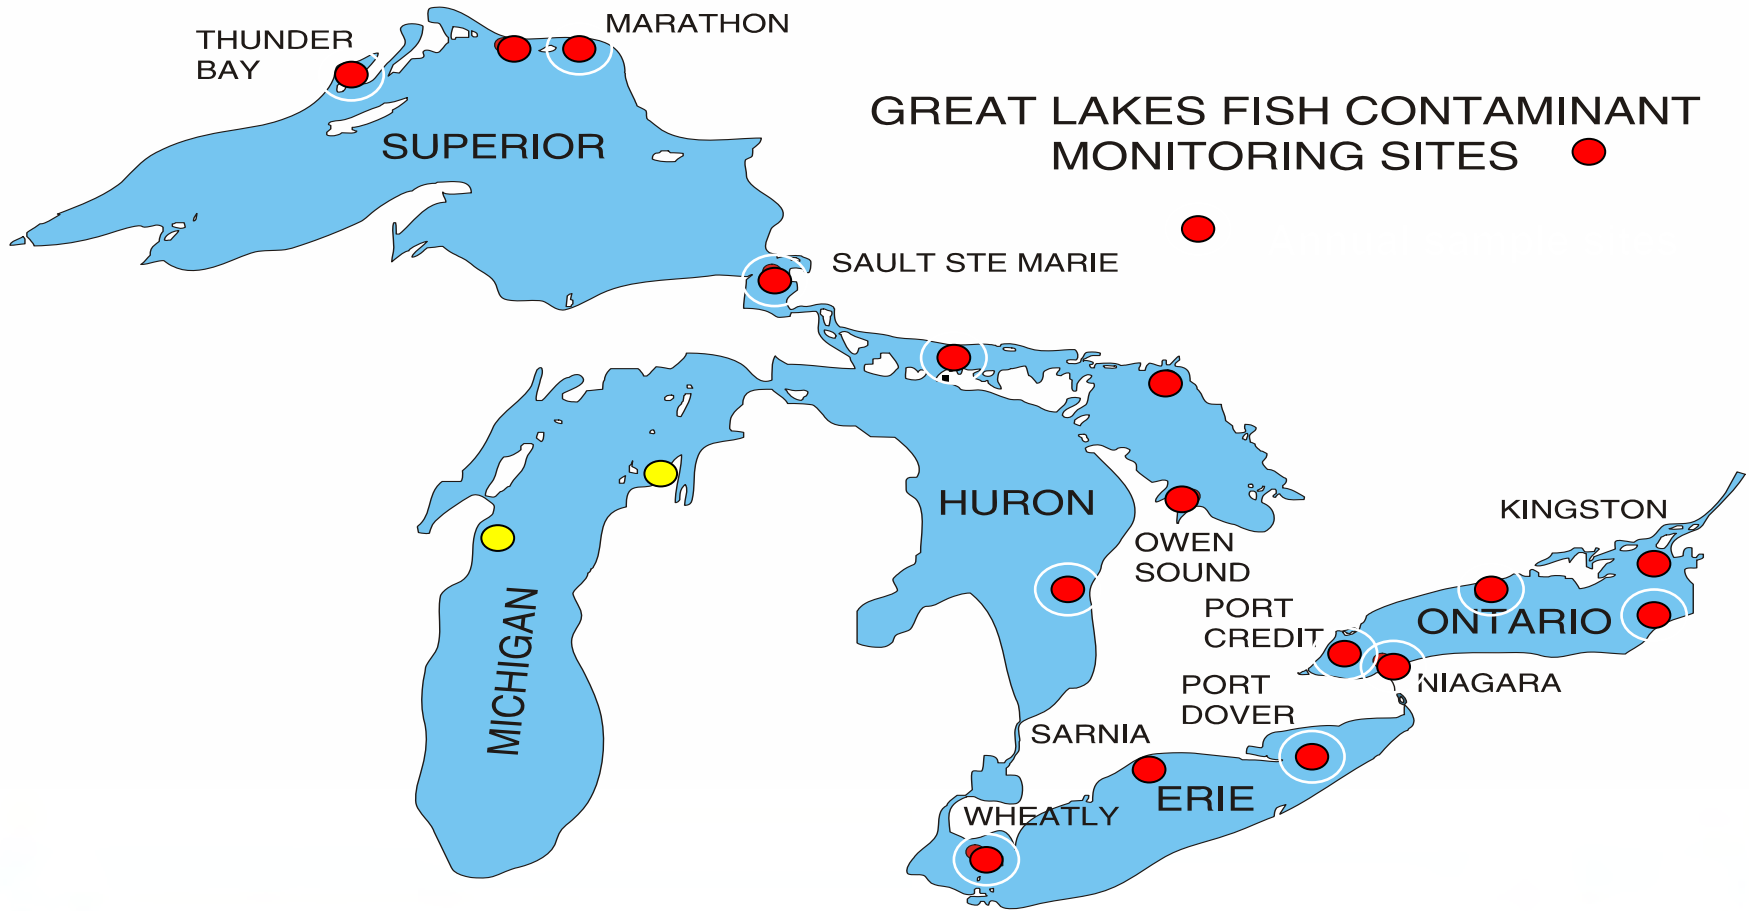 MARATHON
THUNDER
BAY
GREAT LAKES FISH CONTAMINANT
MONITORING SITES
SUPERIOR
SAULT STE MARIE
HURON
KINGSTON
OWEN
SOUND
PORT
CREDIT
ONTARIO
MICHIGAN
NIAGARA
PORT
DOVER
SARNIA
ERIE
WHEATLY